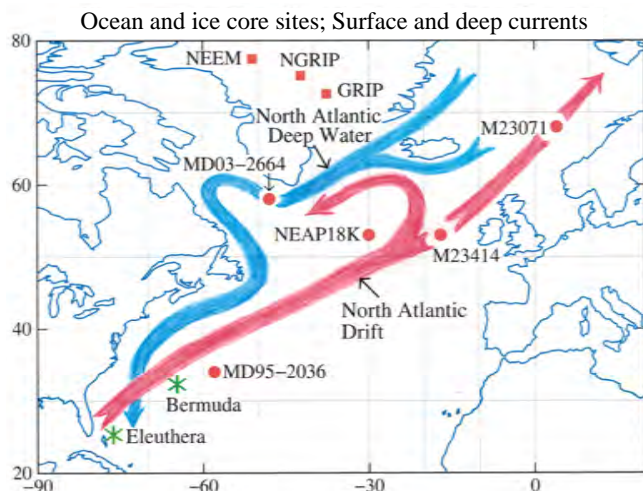 Ocean and ice core sites; Surface and deep currents
80
NEEM
NGRIP
GRIP
North Atlantic
Deep Water
M23071
MD03−2664
60
NEAP18K
M23414
North Atlantic
Drift
40
MD95−2036
Bermuda
Eleuthera
20
−90
−60
−30
0